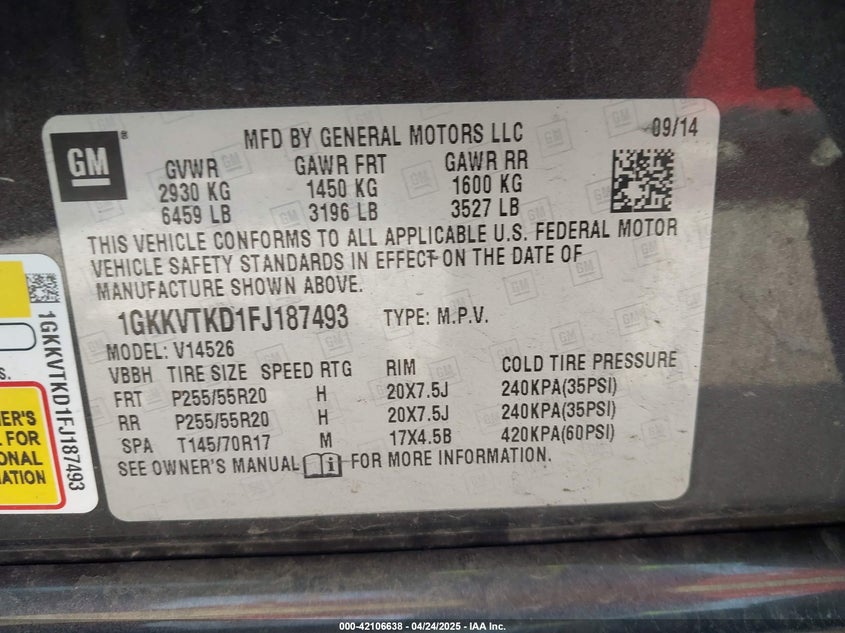 GM
MFD BY GENERAL MOTORS LLC
09/14
GVWR GAWR FRT GAWR RR
2930 KG 1450 KG 1600 KG
6459 LB 3196 LB 3527 LB
THIS VEHICLE CONFORMS TO ALL APPLICABLE U.S. FEDERAL MOTOR
VEHICLE SAFETY STANDARDS IN EFFECT ON THE DATE OF
MANUFACTURE SHOWN ABOVE.
1GKKVTKD1FJ187493 TYPE: M.P.V.
MODEL: V14526
VBBH TIRE SIZE SPEED RTG RIM COLD TIRE PRESSURE
FRT P255/55R20 H 20X7.5J 240KPA(35PSI)
RR P255/55R20 H 20X7.5J 240KPA(35PSI)
SPA T145/70R17 M 17X4.5B 420KPA(60PSI)
SEE OWNER'S MANUAL FOR MORE INFORMATION.
1GKKVTKD1FJ187493
S.
ER'S
FOR
ONAL
ATION
000-42106638 - 04/24/2025 - IAA Inc.